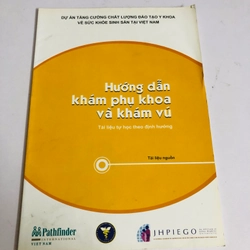 DỰ ÁN TĂNG CƯỜNG CHẤT LƯỢNG ĐÀO TẠO Y KHOA
VỀ SỨC KHỎE SINH SẢN TẠI VIỆT NAM
Hướng dẫn
khám phụ khoa
và khám vú
Tài liệu tự học theo định hướng
Tài liệu nguồn
Pathfinder
INTERNATIONAL
VIỆT NAM
JHPIEGO